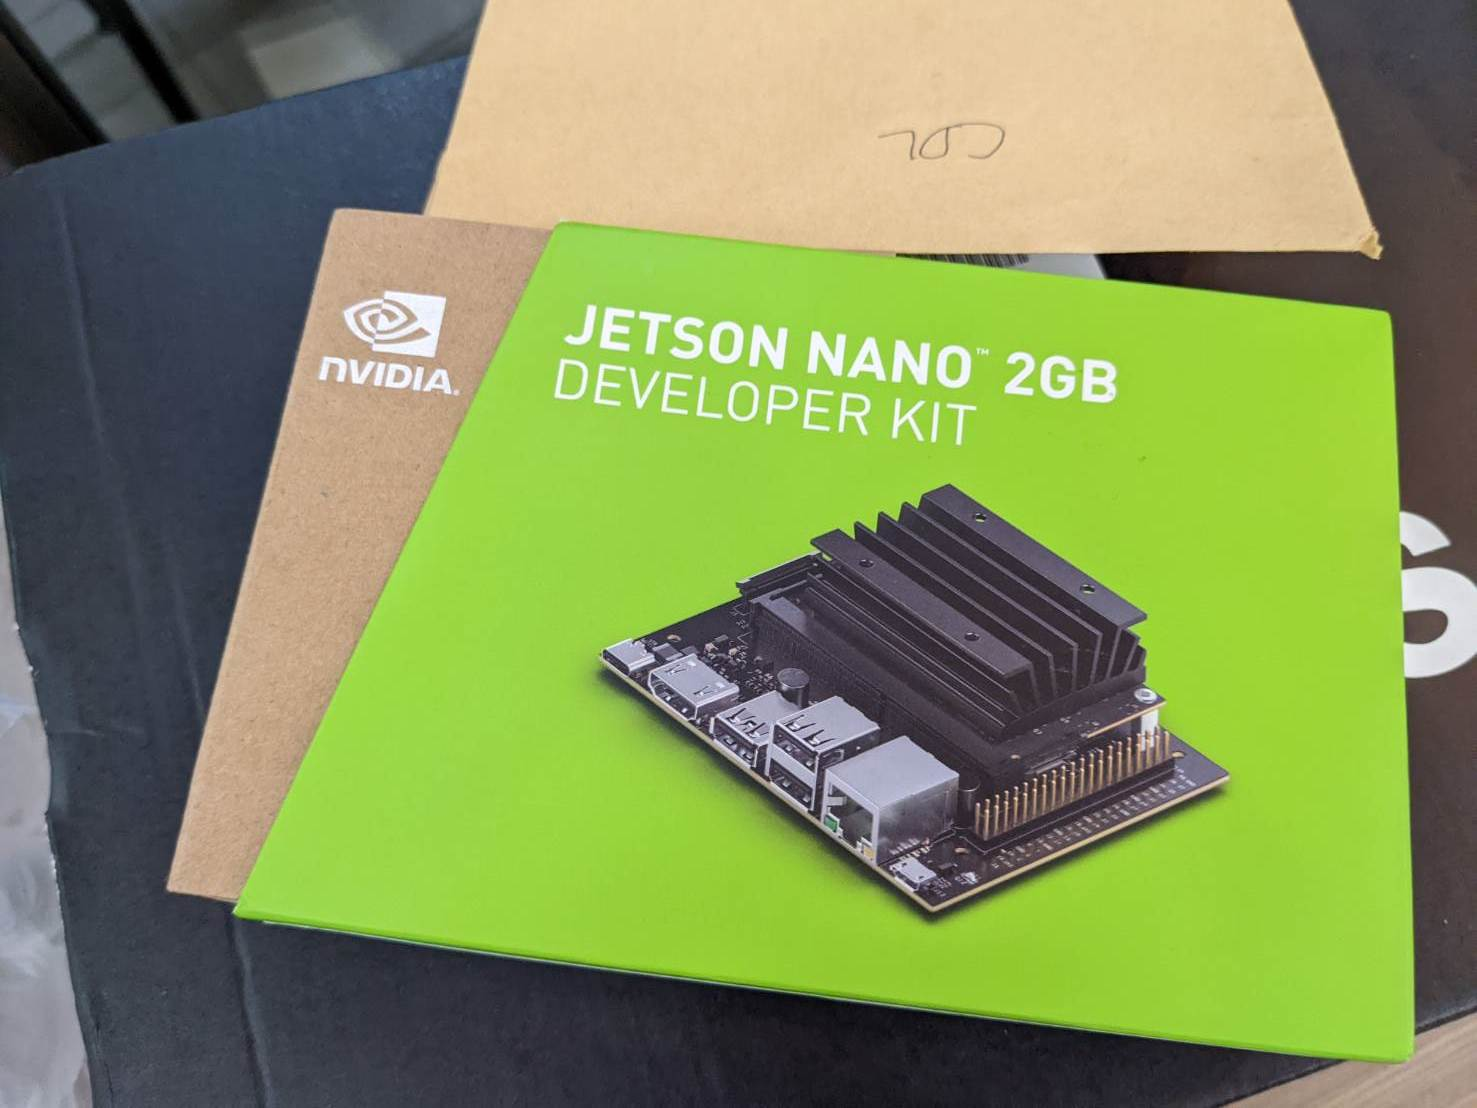 NVIDIA.
JETSON NANO™ 2GB
DEVELOPER KIT